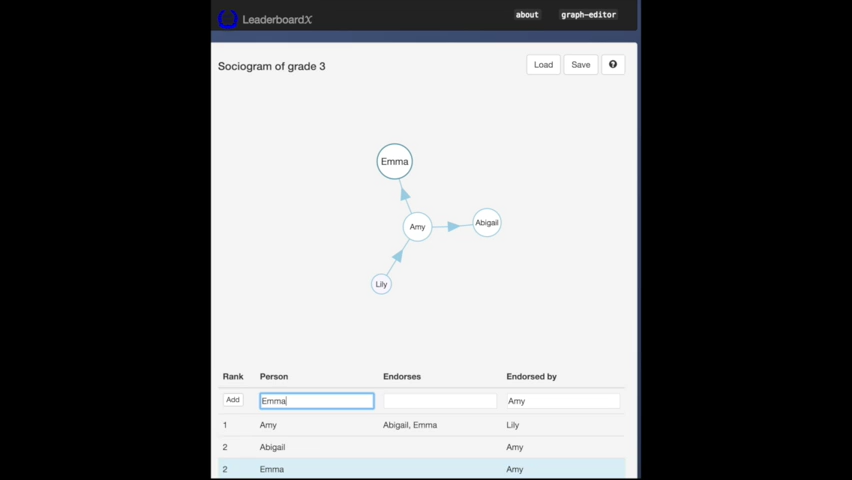 LeaderboardX about graph-editor
Sociogram of grade 3 Load Save ?
Emma
Amy
Abigail
Lily
Rank Person Endorses Endorsed by
Add Emma Amy
1 Amy Abigail, Emma Lily
2 Abigail Amy
2 Emma Amy